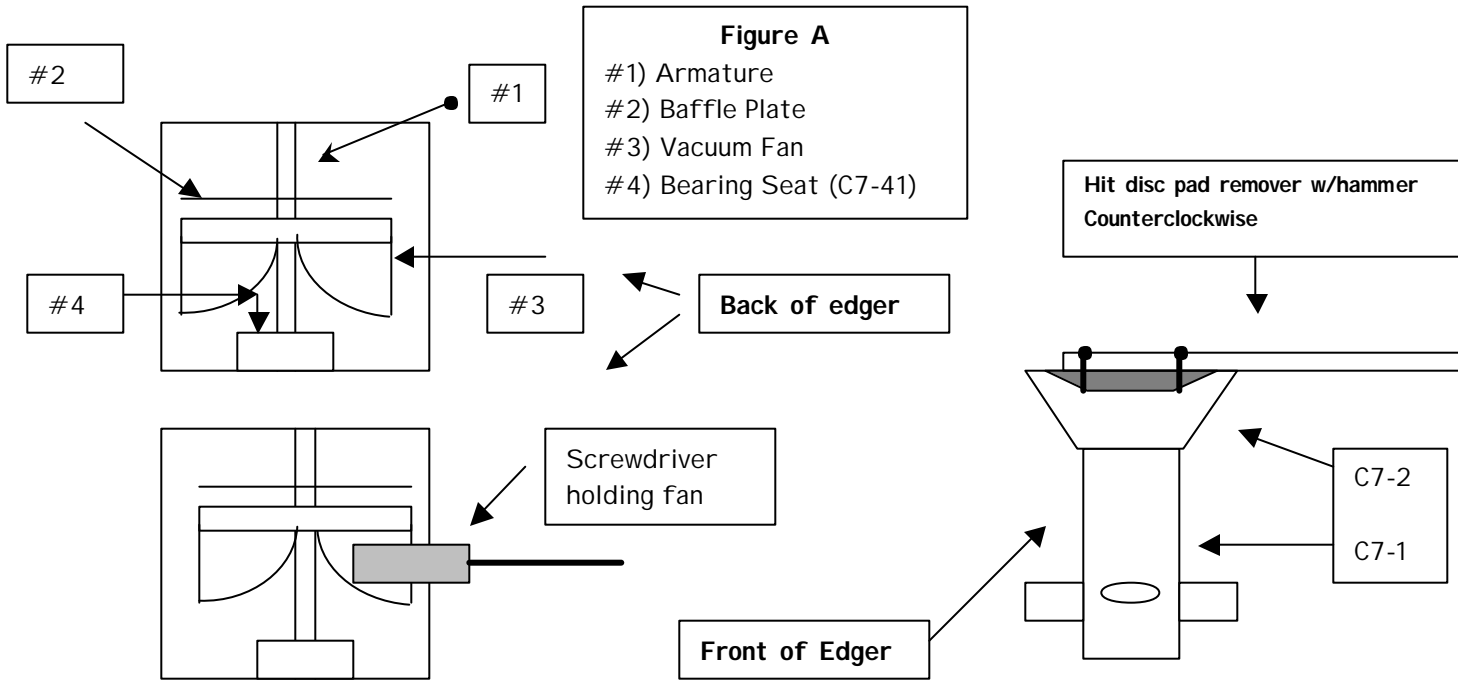 #2
#1
Figure A
#1) Armature
#2) Baffle Plate
#3) Vacuum Fan
#4) Bearing Seat (C7-41)
Hit disc pad remover w/hammer
Counterclockwise
#4
#3
Back of edger
Screwdriver
holding fan
C7-2
C7-1
Front of Edger